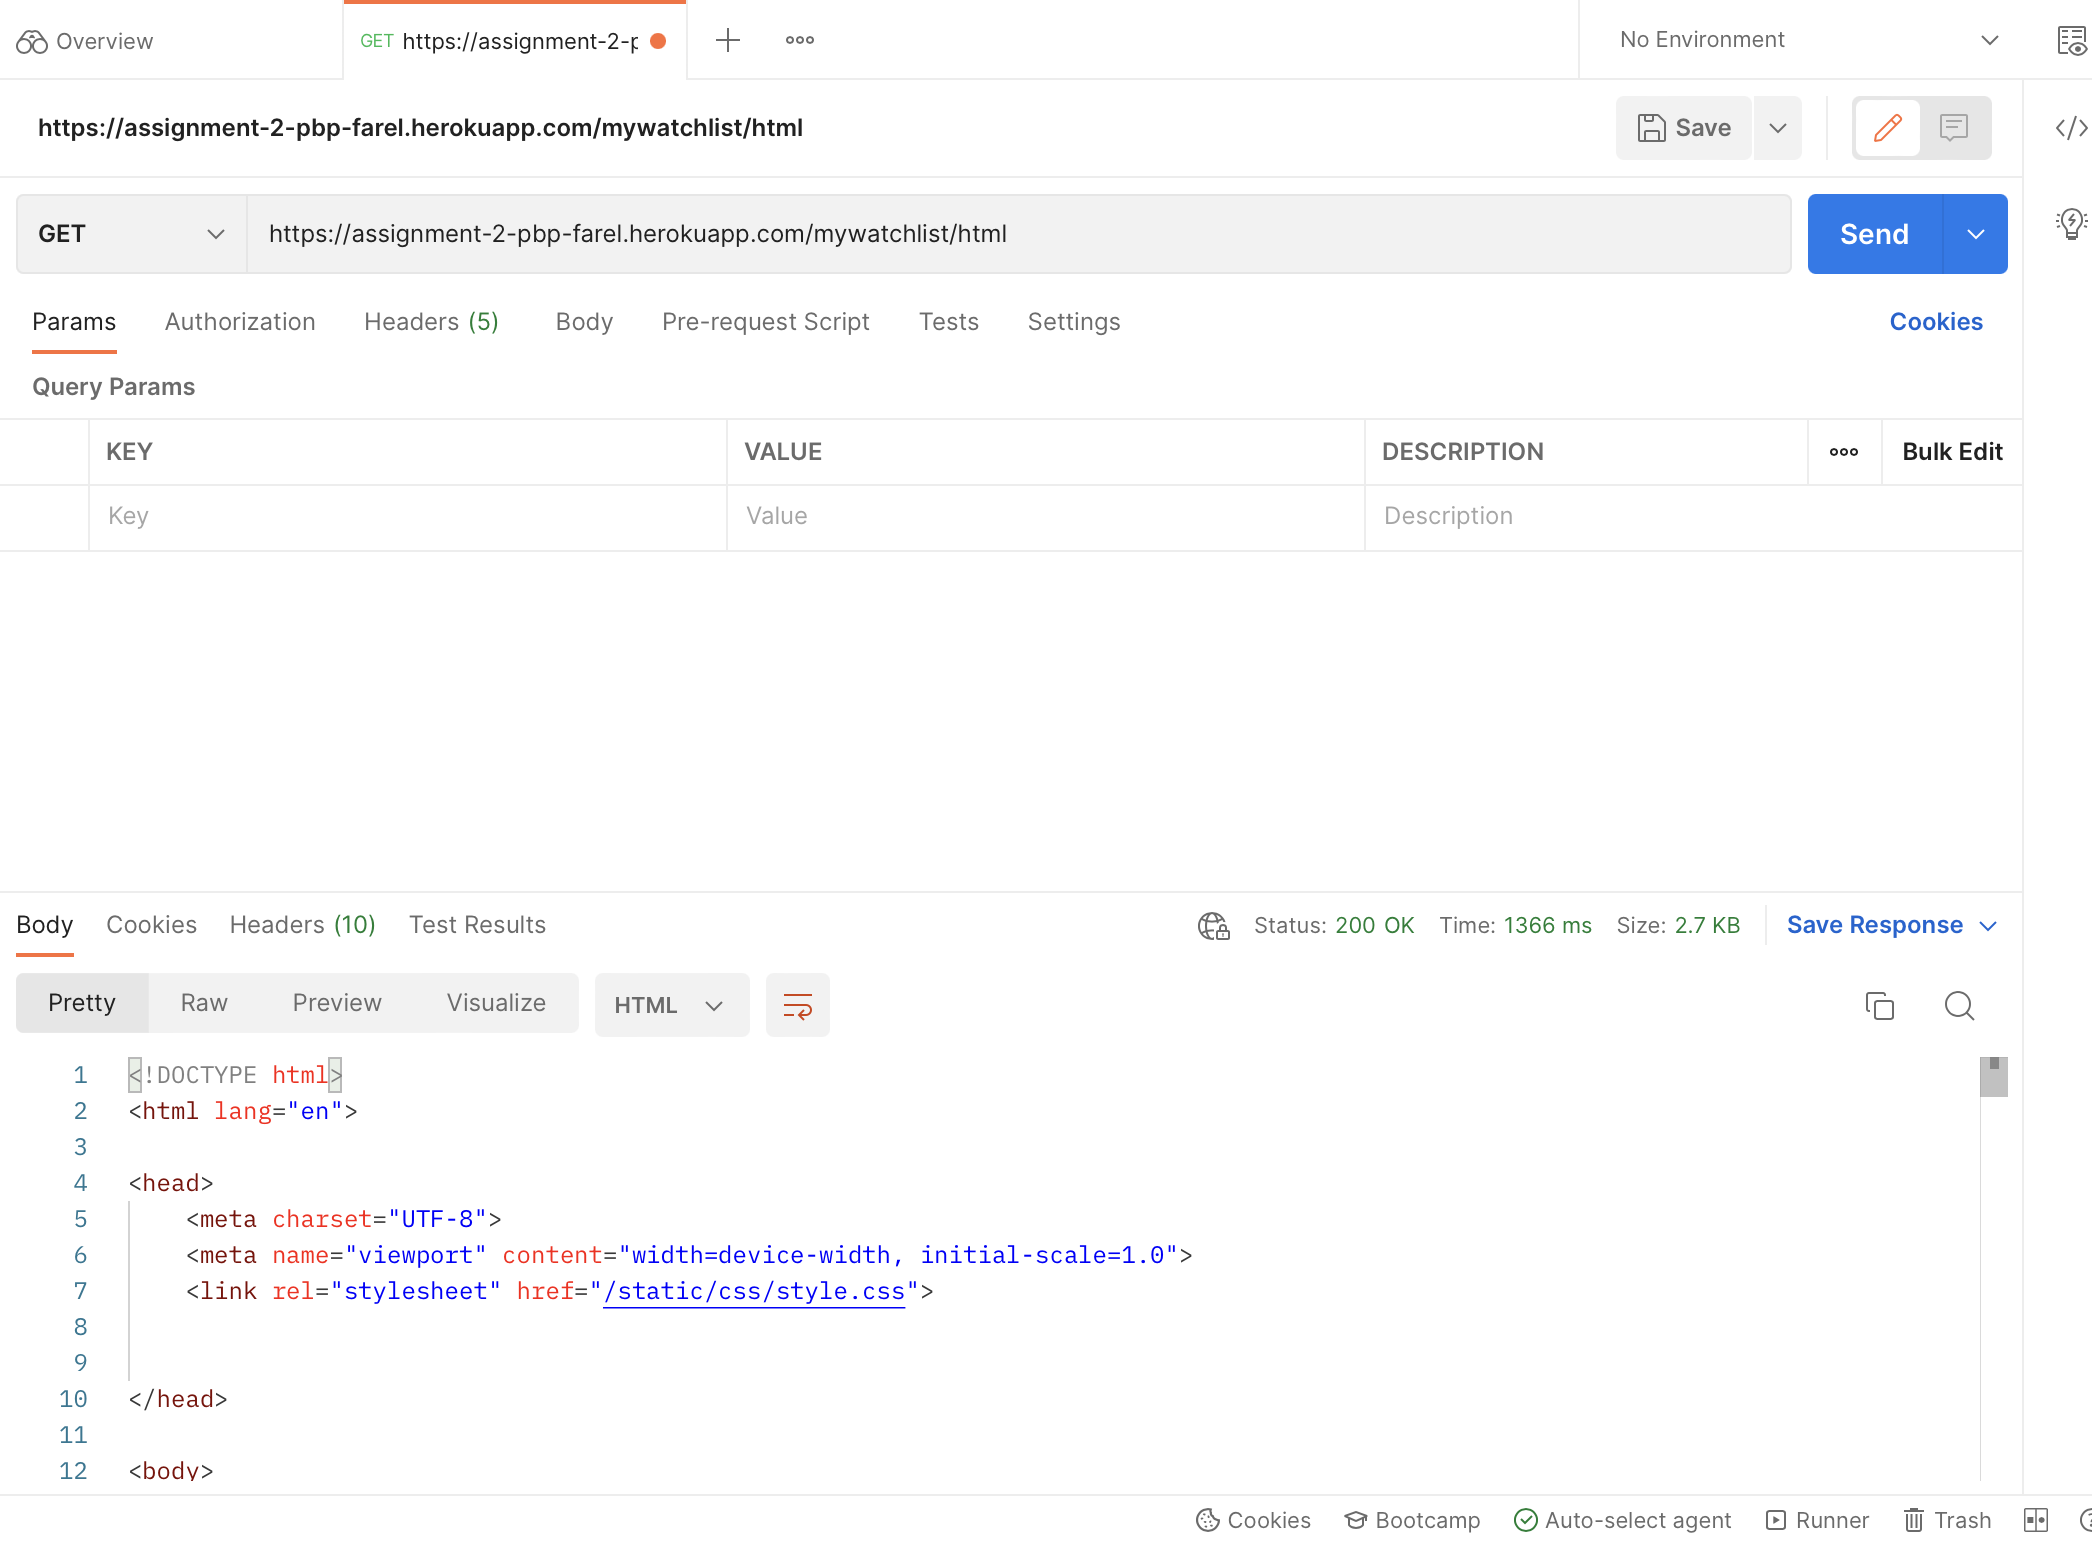 Overview
GET https://assignment-2-p
No Environment
https://assignment-2-pbp-farel.herokuapp.com/mywatchlist/html
Save
GET https://assignment-2-pbp-farel.herokuapp.com/mywatchlist/html
Send
Params Authorization Headers (5) Body Pre-request Script Tests Settings Cookies
Query Params
KEY VALUE DESCRIPTION Bulk Edit
Key Value Description
Body Cookies Headers (10) Test Results Status: 200 OK Time: 1366 ms Size: 2.7 KB Save Response
Pretty Raw Preview Visualize HTML
1 <!DOCTYPE html>
2 <html lang="en">
3
4 <head>
5 <meta charset="UTF-8">
6 <meta name="viewport" content="width=device-width, initial-scale=1.0">
7 <link rel="stylesheet" href="/static/css/style.css">
8
9
10 </head>
11
12 <body>
Cookies Bootcamp Auto-select agent Runner Trash